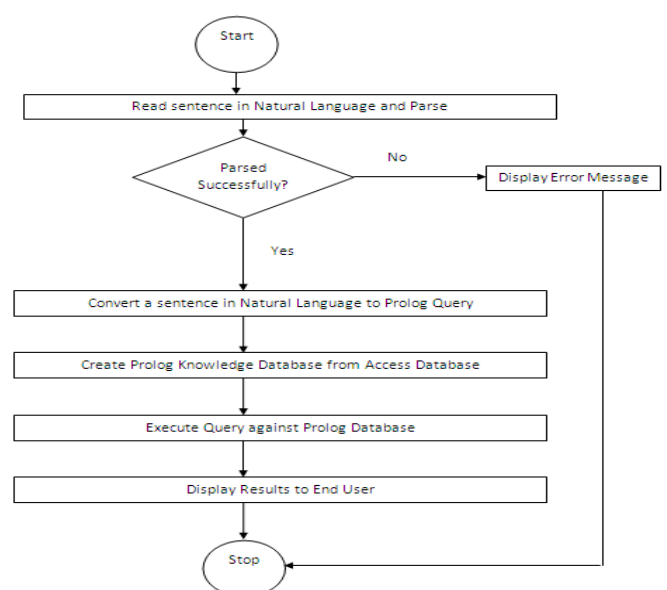 Start
Read sentence in Natural Language and Parse
Parsed
Successfully?
No
Display Error Message
Yes
Convert a sentence in Natural Language to Prolog Query
Create Prolog Knowledge Database from Access Database
Execute Query against Prolog Database
Display Results to End User
Stop